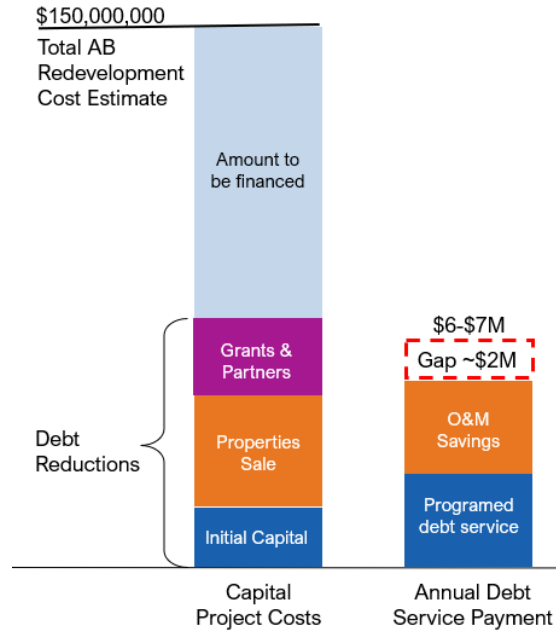 $150,000,000
Total AB
Redevelopment
Cost Estimate
Amount to
be financed
Grants &
Partners
Properties
Sale
Initial Capital
Debt
Reductions
$6-$7M
Gap ~$2M
O&M
Savings
Programed
debt service
Capital
Project Costs
Annual Debt
Service Payment